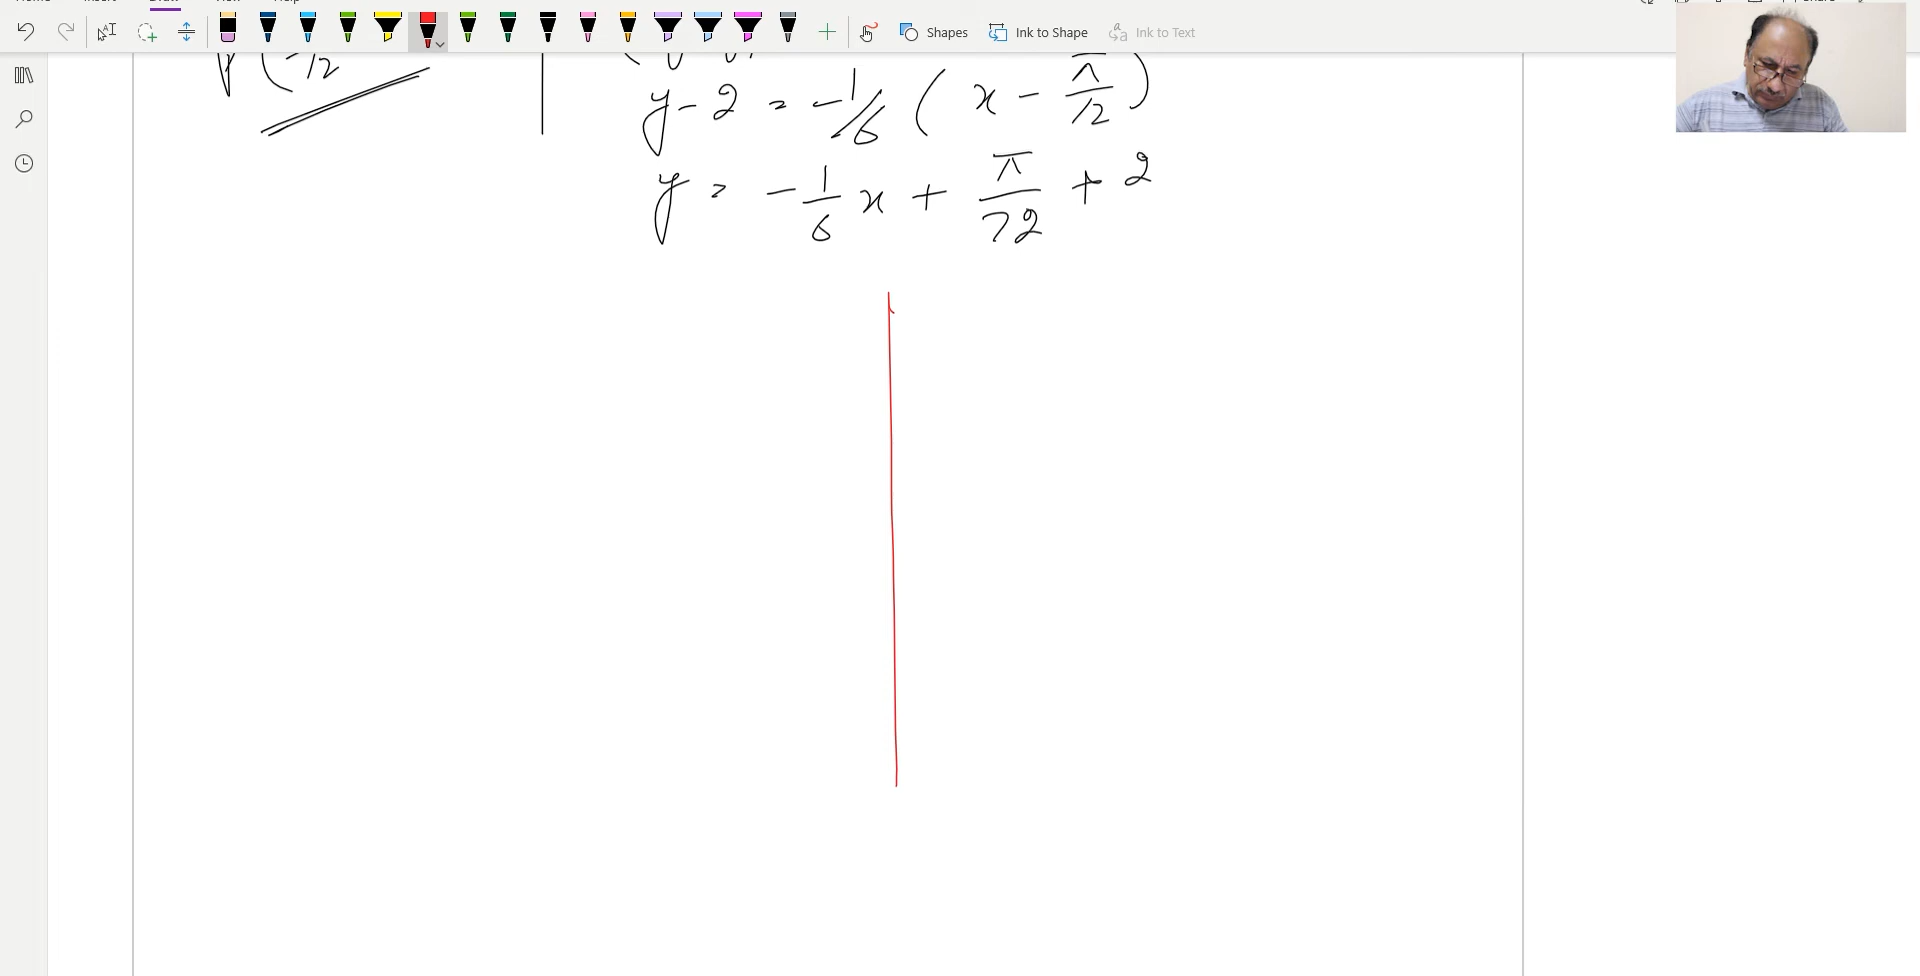 Shapes Ink to Shape Ink to Text
y - 2 = -1/6 ( x - π/12 )
y = - 1/6 x + π/72 + 2